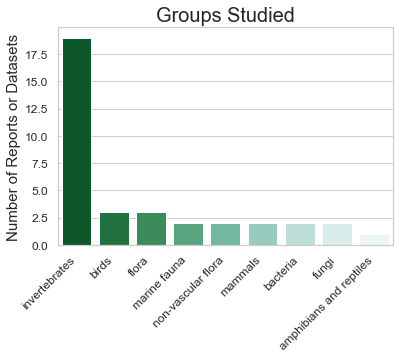 Groups Studied
Number of Reports or Datasets
17.5
15.0
12.5
10.0
7.5
5.0
2.5
0.0
invertebrates
birds
flora
marine fauna
non-vascular flora
mammals
bacteria
fungi
amphibians and reptiles